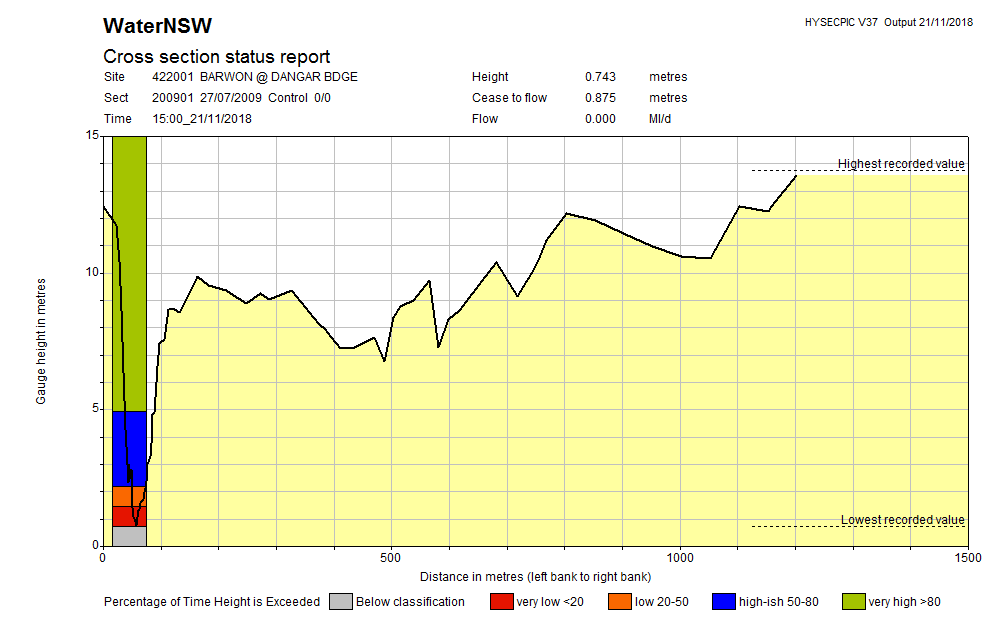 WaterNSW
HYSECPIC V37 Output 21/11/2018
Cross section status report
Site 422001 BARWON @ DANGAR BDGE Height 0.743 metres
Sect 200901 27/07/2009 Control 0/0 Cease to flow 0.875 metres
Time 15:00_21/11/2018 Flow 0.000 Ml/d
15
Highest recorded value
10
Gauge height in metres
5
Lowest recorded value
0
0 500 1000 1500
Distance in metres (left bank to right bank)
Percentage of Time Height is Exceeded Below classification very low <20 low 20-50 high-ish 50-80 very high >80